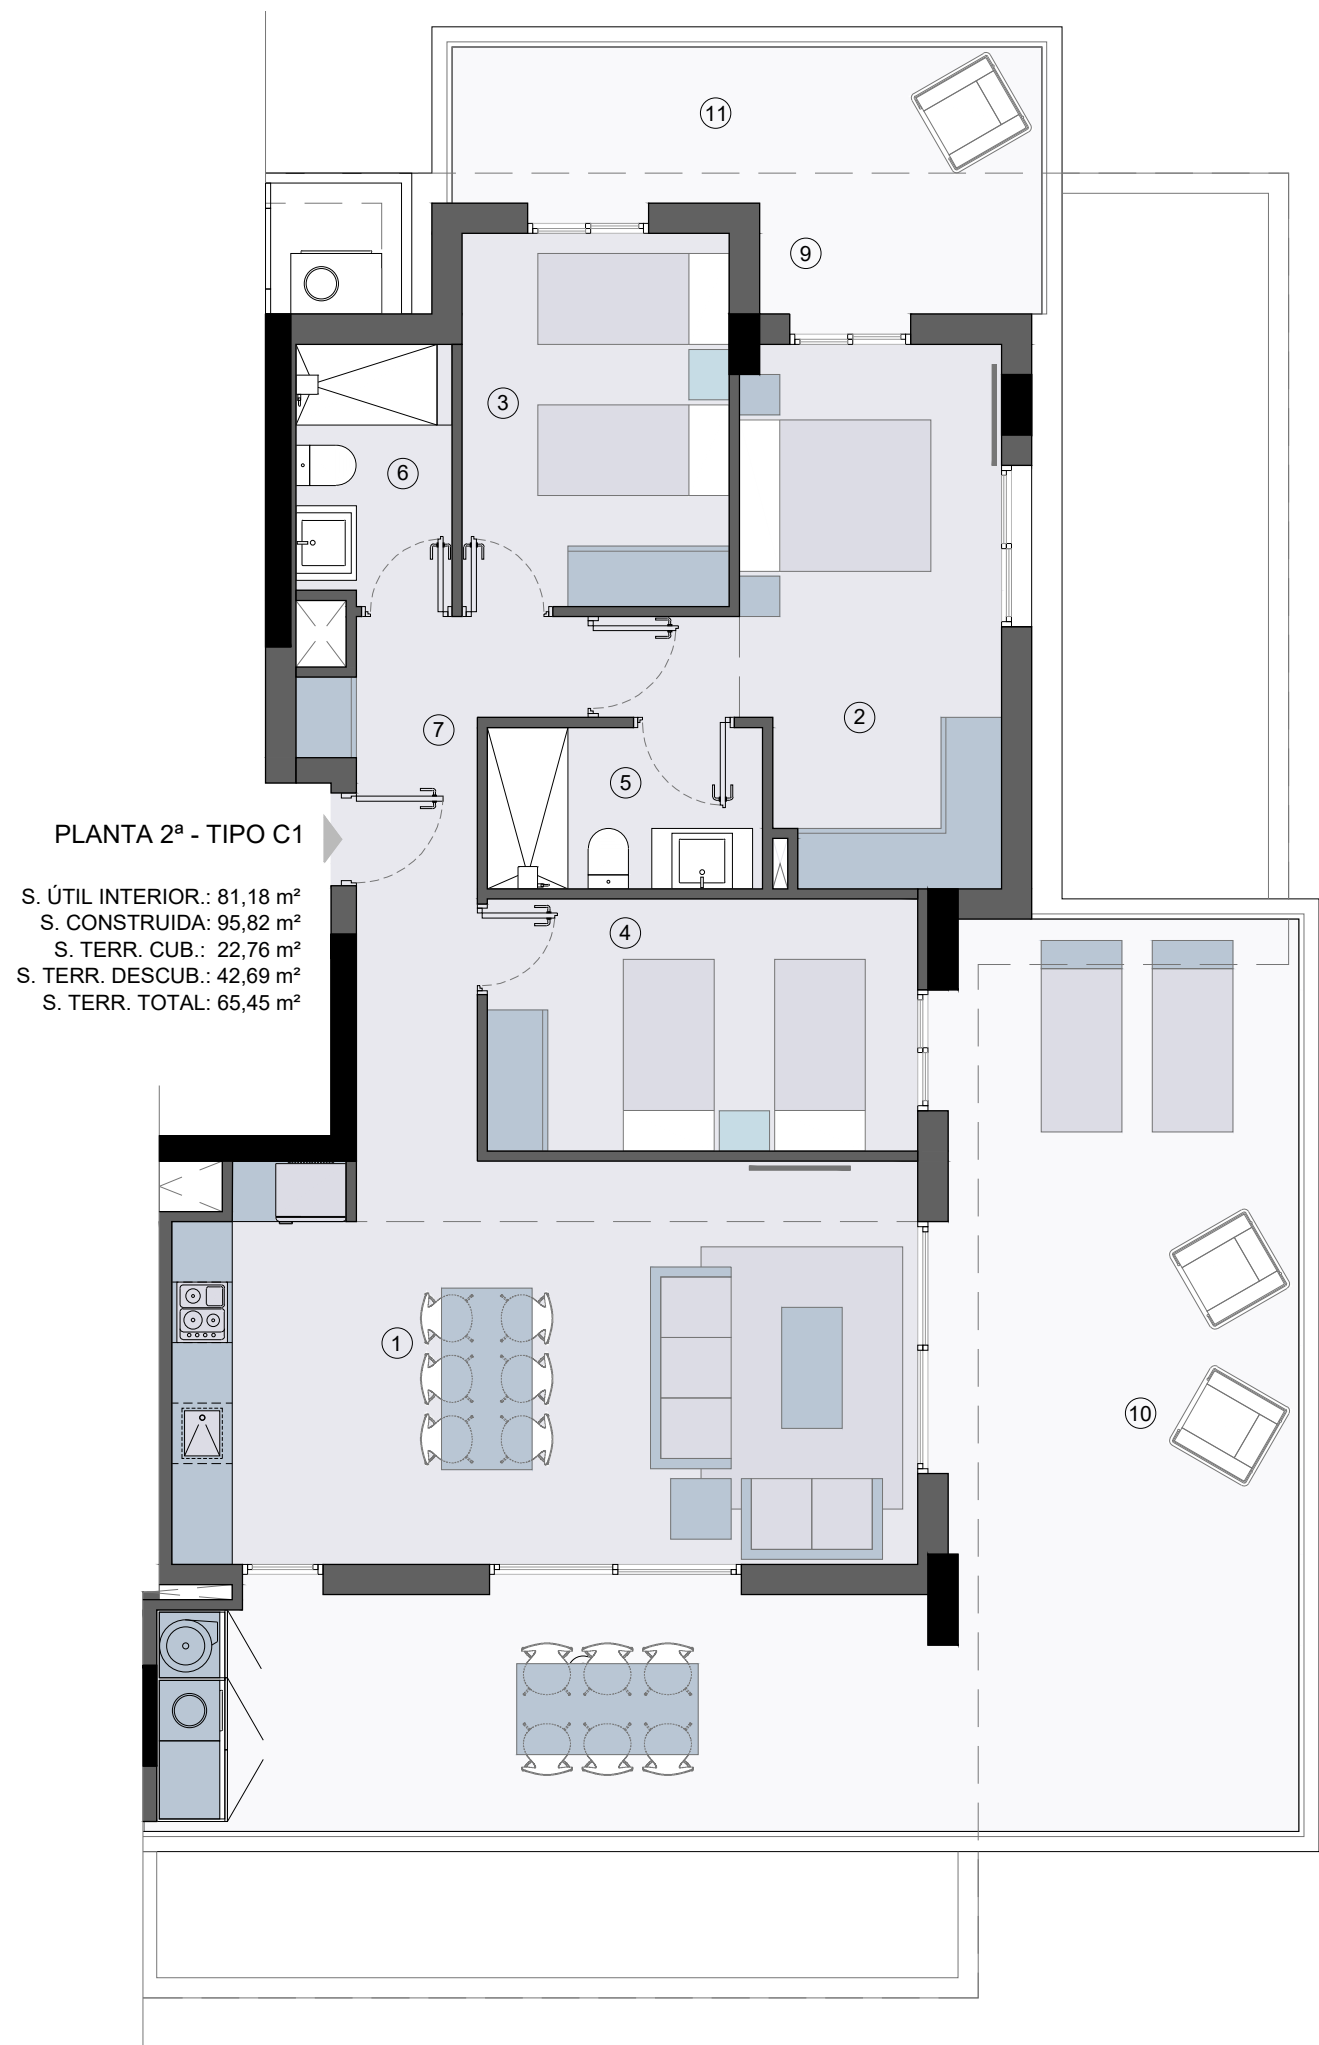 11
9
3
6
2
7
5
PLANTA 2ª - TIPO C1
S. ÚTIL INTERIOR.: 81,18 m²
S. CONSTRUIDA: 95,82 m²
S. TERR. CUB.: 22,76 m²
S. TERR. DESCUB.: 42,69 m²
S. TERR. TOTAL: 65,45 m²
4
1
10